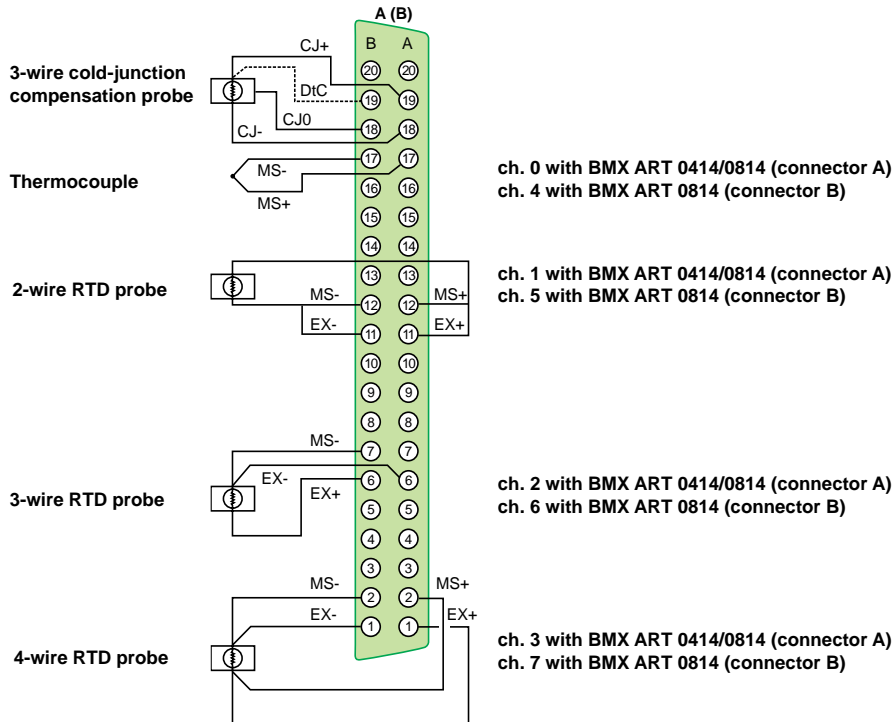 A (B)
B A
CJ+
20 20
3-wire cold-junction
compensation probe
DtC
19 19
CJ0
18 18
CJ-
17 17
MS-
Thermocouple
16 16
MS+
ch. 0 with BMX ART 0414/0814 (connector A)
ch. 4 with BMX ART 0814 (connector B)
15 15
14 14
13 13
2-wire RTD probe
MS- 12 12 MS+
EX- 11 11 EX+
ch. 1 with BMX ART 0414/0814 (connector A)
ch. 5 with BMX ART 0814 (connector B)
10 10
9 9
8 8
MS- 7 7
EX-
6 6
EX+
3-wire RTD probe
5 5
ch. 2 with BMX ART 0414/0814 (connector A)
ch. 6 with BMX ART 0814 (connector B)
4 4
3 3
MS- MS+
2 2
EX- EX+
1 1
4-wire RTD probe
ch. 3 with BMX ART 0414/0814 (connector A)
ch. 7 with BMX ART 0814 (connector B)